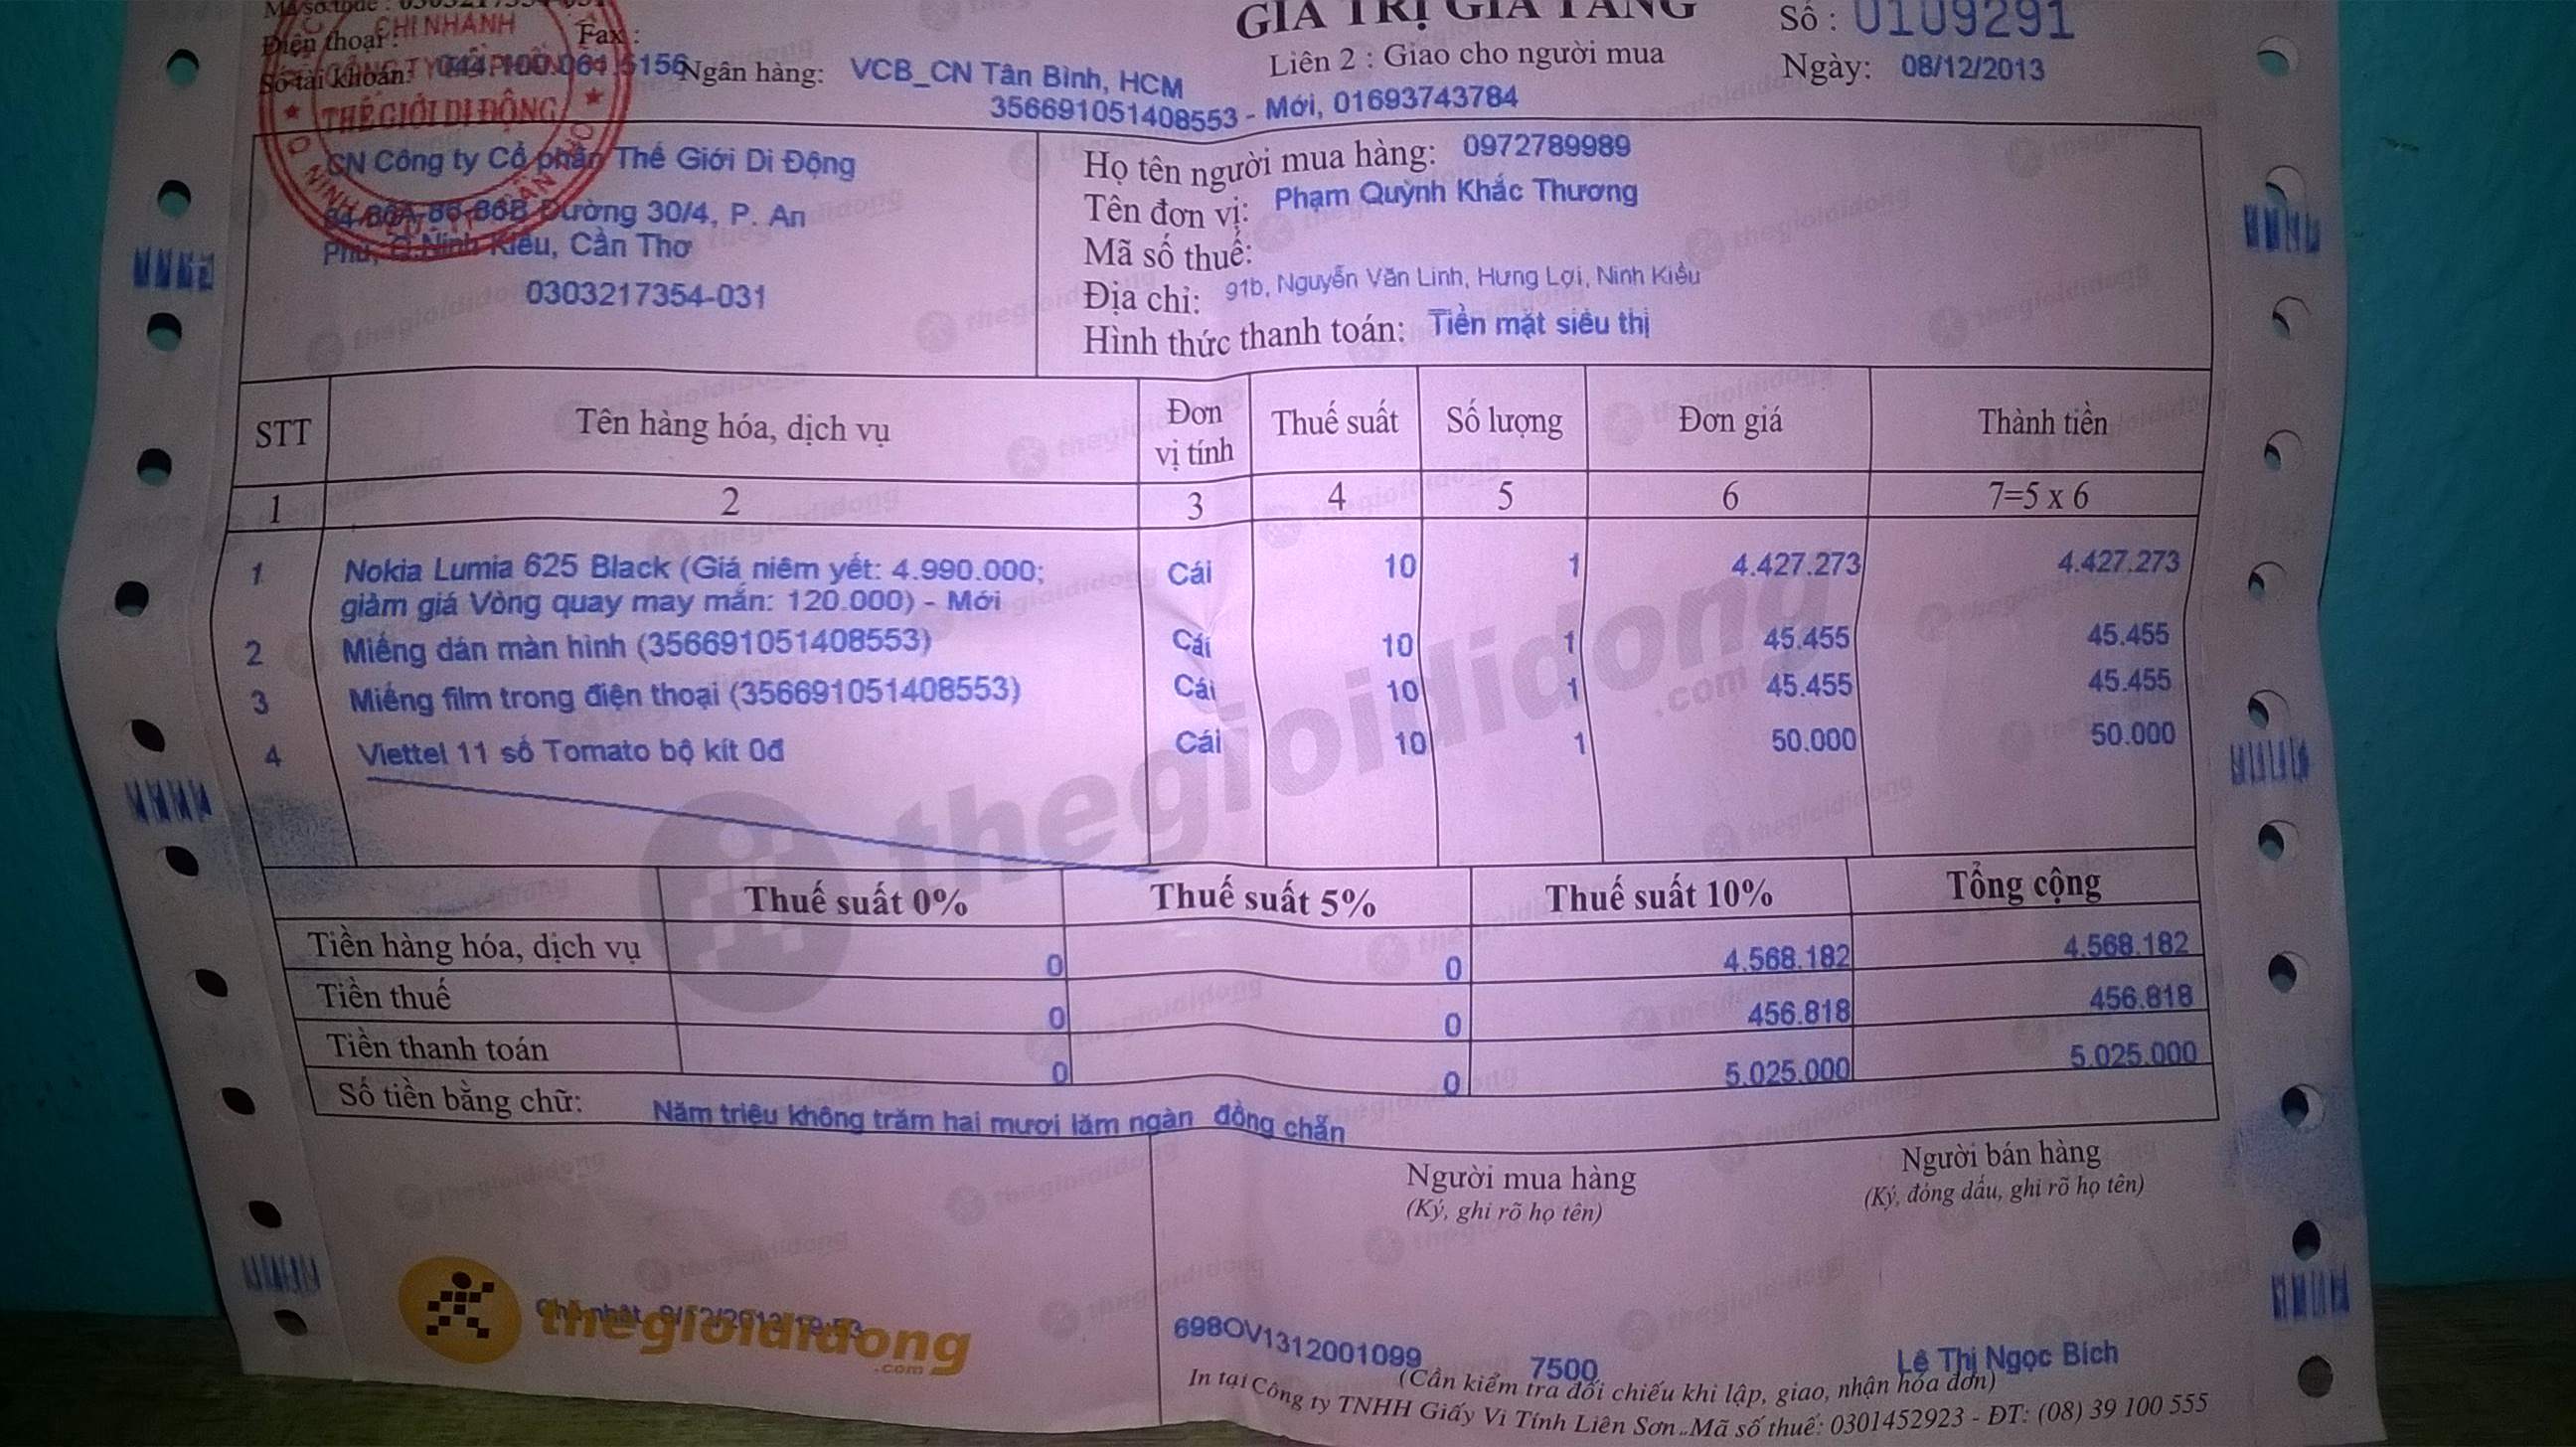 GIÁ TRỊ GIA TĂNG
Liên 2 : Giao cho người mua
Số : 0109291
Ngày: 08/12/2013
Điện thoại :
Fax :
Số tài khoản: 044.100.061.5156
Ngân hàng: VCB_CN Tân Bình, HCM
356691051408553 - Mới, 01693743784
CHI NHÁNH
THẾ GIỚI DI ĐỘNG
CN Công ty Cổ phần Thế Giới Di Động
Đường 30/4, P. An
Phú, Q.Ninh Kiều, Cần Thơ
0303217354-031
Họ tên người mua hàng: 0972789989
Tên đơn vị: Phạm Quỳnh Khắc Thương
Mã số thuế:
Địa chỉ: 91b, Nguyễn Văn Linh, Hưng Lợi, Ninh Kiều
Hình thức thanh toán: Tiền mặt siêu thị
STT Tên hàng hóa, dịch vụ Đơn vị tính Thuế suất Số lượng Đơn giá Thành tiền
1 2 3 4 5 6 7=5 x 6
1 Nokia Lumia 625 Black (Giá niêm yết: 4.990.000; Cái 10 1 4.427.273 4.427.273
giảm giá Vòng quay may mắn: 120.000) - Mới
2 Miếng dán màn hình (356691051408553) Cái 10 1 45.455 45.455
3 Miếng film trong điện thoại (356691051408553) Cái 10 1 45.455 45.455
4 Viettel 11 số Tomato bộ kít 0đ Cái 10 1 50.000 50.000
thegioididong
.com
Thuế suất 0% Thuế suất 5% Thuế suất 10% Tổng cộng
Tiền hàng hóa, dịch vụ 0 0 4.568.182 4.568.182
Tiền thuế 0 0 456.818 456.818
Tiền thanh toán 0 0 5.025.000 5.025.000
Số tiền bằng chữ: Năm triệu không trăm hai mươi lăm ngàn đồng chẵn
Người mua hàng
(Ký, ghi rõ họ tên)
Người bán hàng
(Ký, đóng dấu, ghi rõ họ tên)
thegioididong
.com
698OV1312001099 7500 Lê Thị Ngọc Bích
(Cần kiểm tra đối chiếu khi lập, giao, nhận hóa đơn)
In tại Công ty TNHH Giấy Vi Tính Liên Sơn..Mã số thuế: 0301452923 - ĐT: (08) 39 100 555